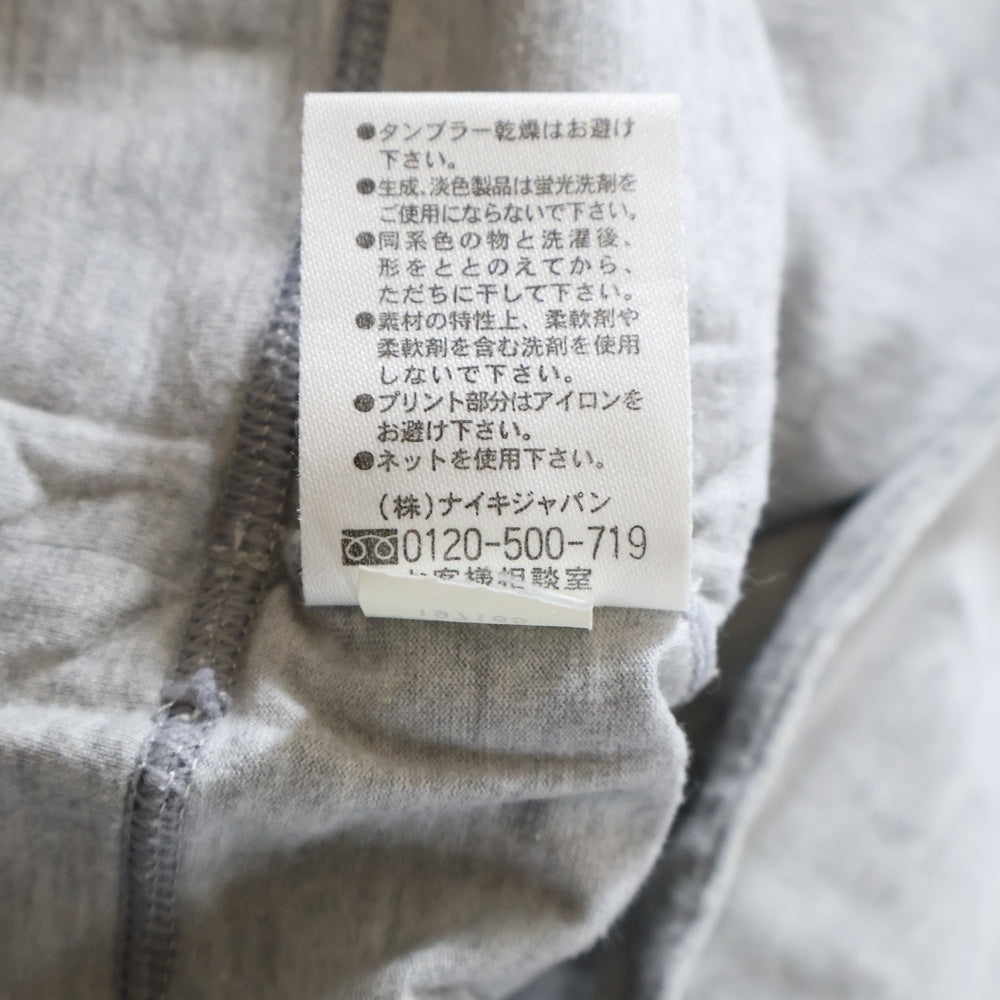 ●タンブラー乾燥はお避け
下さい。
●生成、淡色製品は蛍光洗剤を
ご使用にならないで下さい。
●同系色の物と洗濯後、
形をととのえてから、
ただちに干して下さい。
●素材の特性上、柔軟剤や
柔軟剤を含む洗剤を使用
しないで下さい。
●プリント部分はアイロンを
お避け下さい。
●ネットを使用下さい。
(株)ナイキジャパン
0120-500-719
お客様相談室